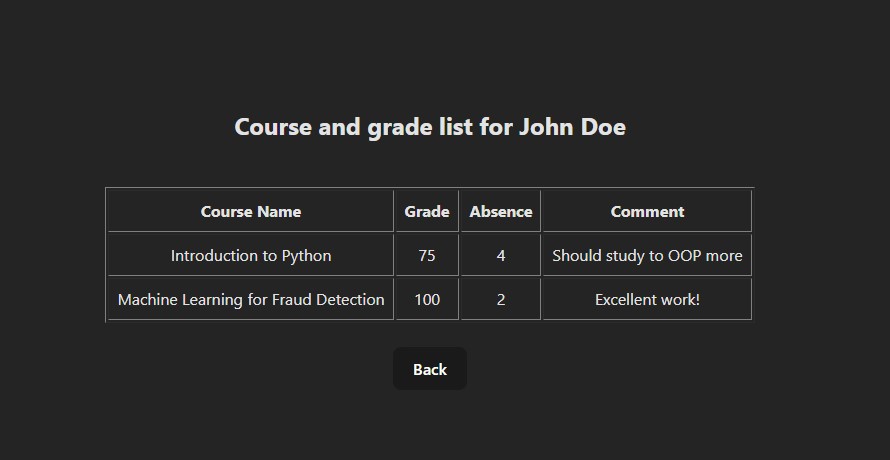 Course and grade list for John Doe
Course Name Grade Absence Comment
Introduction to Python 75 4 Should study to OOP more
Machine Learning for Fraud Detection 100 2 Excellent work!
Back